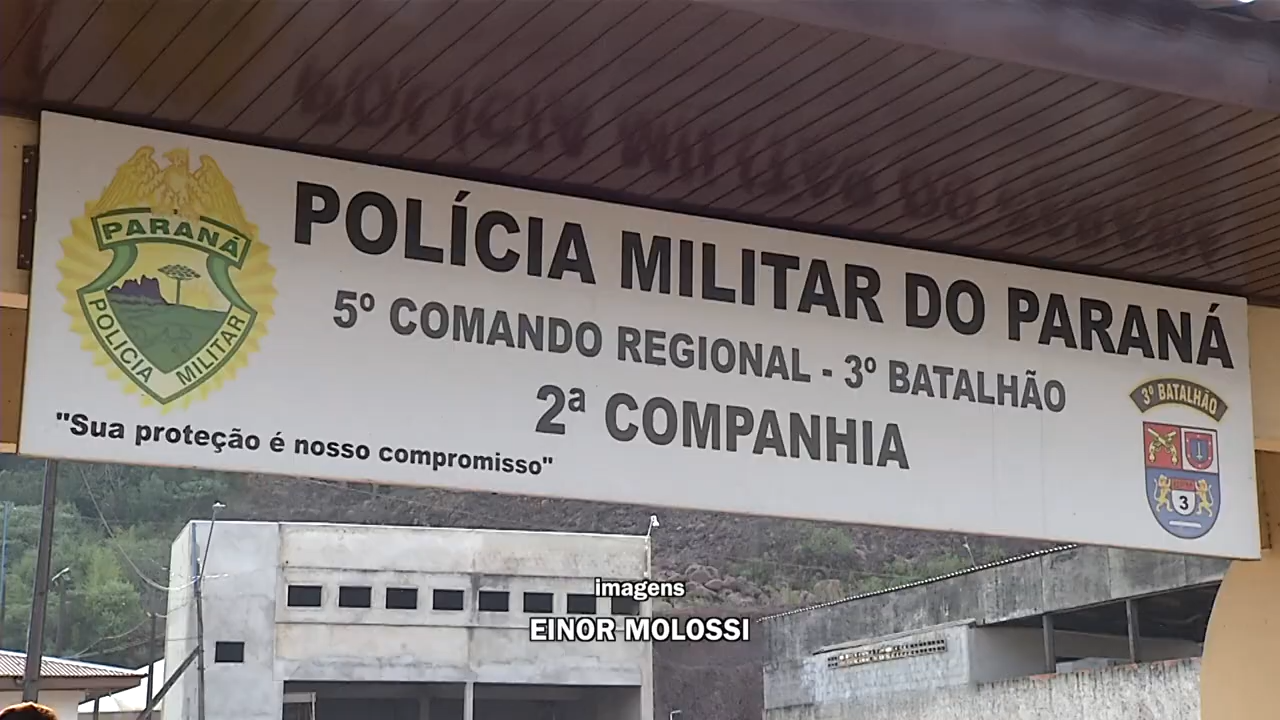 POLÍCIA MILITAR DO PARANÁ
5º COMANDO REGIONAL - 3º BATALHÃO
2ª COMPANHIA
"Sua proteção é nosso compromisso"
PARANÁ
POLICIA MILITAR
3º BATALHÃO
3
imagens
EINOR MOLOSSI